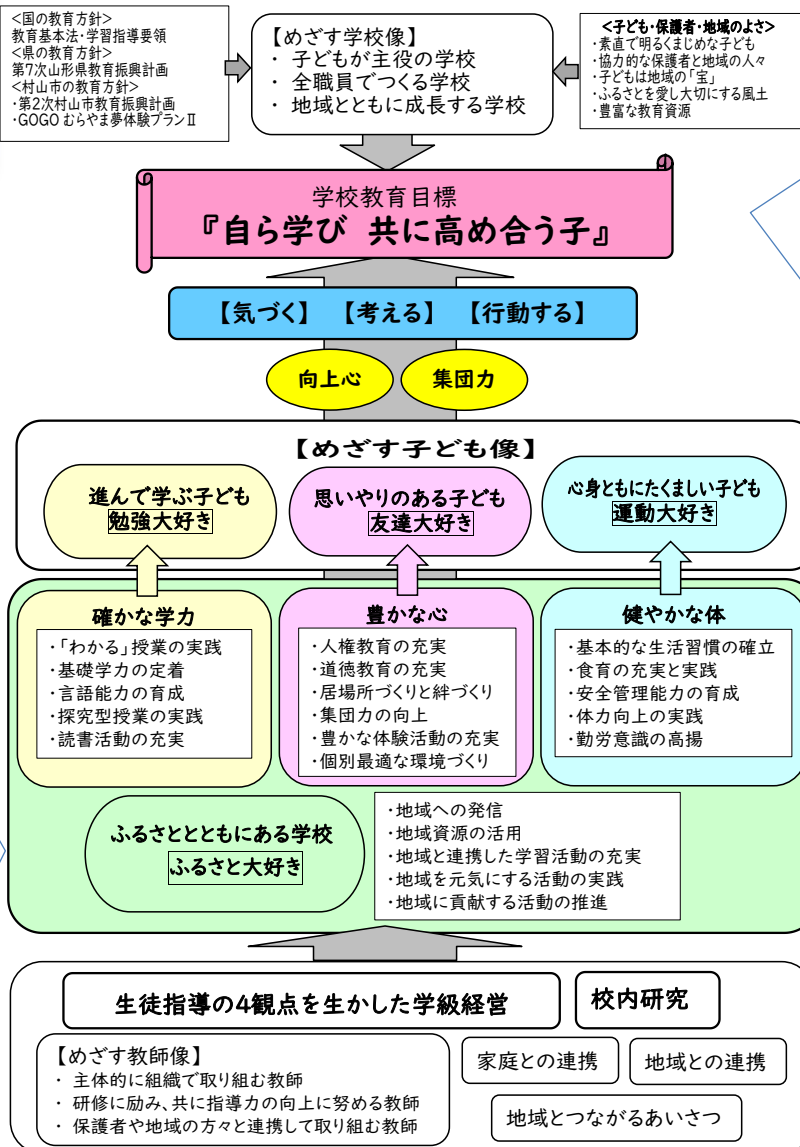 <国の教育方針>
教育基本法・学習指導要領
<県の教育方針>
第7次山形県教育振興計画
<村山市の教育方針>
・第2次村山市教育振興計画
・GOGOむらやま夢体験プランⅡ
【めざす学校像】
・ 子どもが主役の学校
・ 全職員でつくる学校
・ 地域とともに成長する学校
<子ども・保護者・地域のよさ>
・素直で明るくまじめな子ども
・協力的な保護者と地域の人々
・子どもは地域の「宝」
・ふるさとを愛し大切にする風土
・豊富な教育資源
学校教育目標
『自ら学び 共に高め合う子』
【気づく】 【考える】 【行動する】
向上心
集団力
【めざす子ども像】
進んで学ぶ子ども
勉強大好き
思いやりのある子ども
友達大好き
心身ともにたくましい子ども
運動大好き
確かな学力
・「わかる」授業の実践
・基礎学力の定着
・言語能力の育成
・探究型授業の実践
・読書活動の充実
豊かな心
・人権教育の充実
・道徳教育の充実
・居場所づくりと絆づくり
・集団力の向上
・豊かな体験活動の充実
・個別最適な環境づくり
健やかな体
・基本的な生活習慣の確立
・食育の充実と実践
・安全管理能力の育成
・体力向上の実践
・勤労意識の高揚
ふるさととともにある学校
ふるさと大好き
・地域への発信
・地域資源の活用
・地域と連携した学習活動の充実
・地域を元気にする活動の実践
・地域に貢献する活動の推進
生徒指導の4観点を生かした学級経営
校内研究
【めざす教師像】
・ 主体的に組織で取り組む教師
・ 研修に励み、共に指導力の向上に努める教師
・ 保護者や地域の方々と連携して取り組む教師
家庭との連携
地域との連携
地域とつながるあいさつ